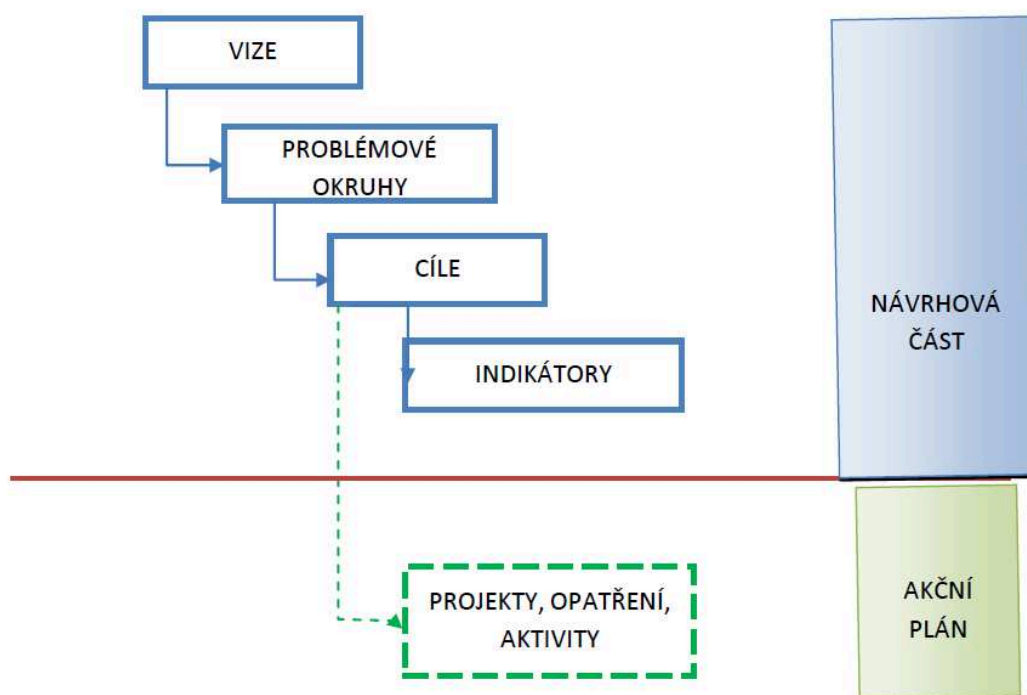 VIZE
PROBLÉMOVÉ
OKRUHY
CÍLE
INDIKÁTORY
NÁVRHOVÁ
ČÁST
PROJEKTY, OPATŘENÍ,
AKTIVITY
AKČNÍ
PLÁN